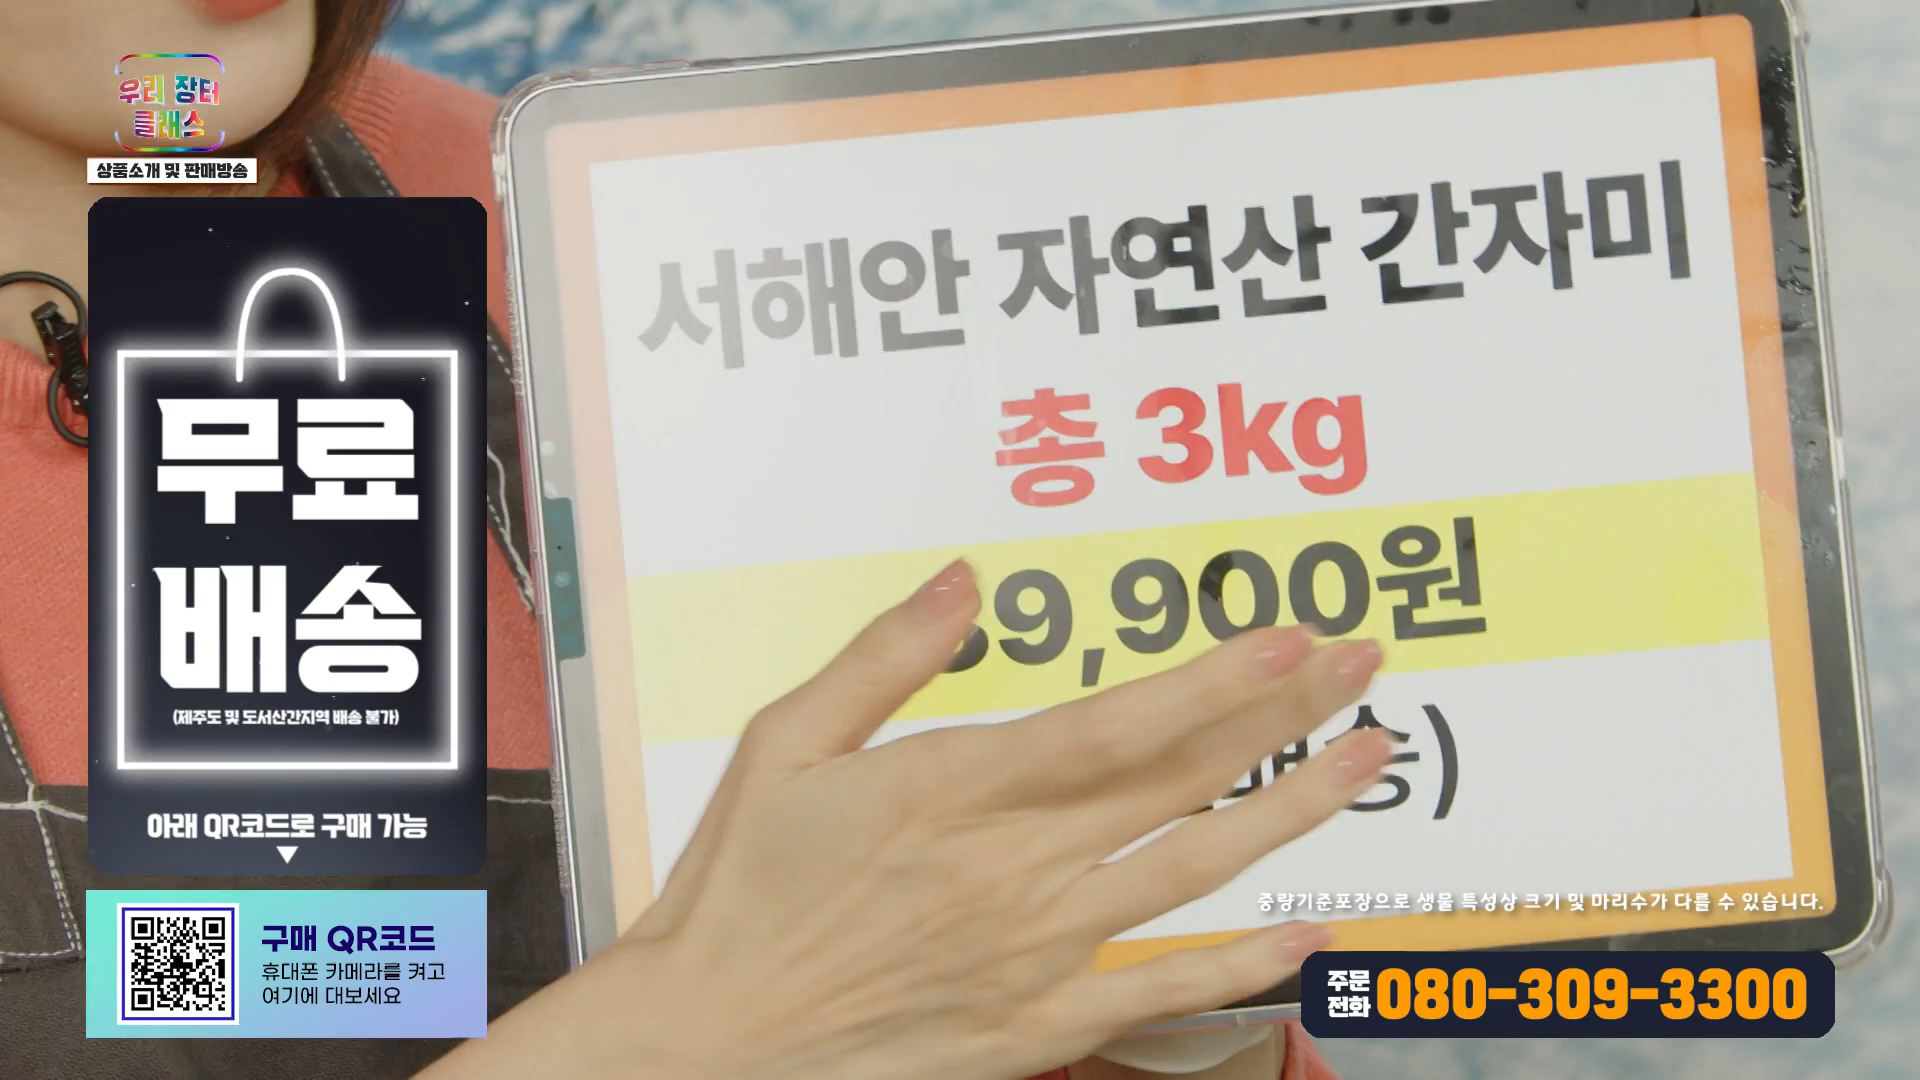 우리 장터
클래스
상품소개 및 판매방송
무료
배송
(제주도 및 도서산간지역 배송 불가)
아래 QR코드로 구매 가능
구매 QR코드
휴대폰 카메라를 켜고
여기에 대보세요
서해안 자연산 간자미
총 3kg
9,900원
배송)
중량기준포장으로 생물 특성상 크기 및 마리수가 다를 수 있습니다.
주문
전화
080-309-3300